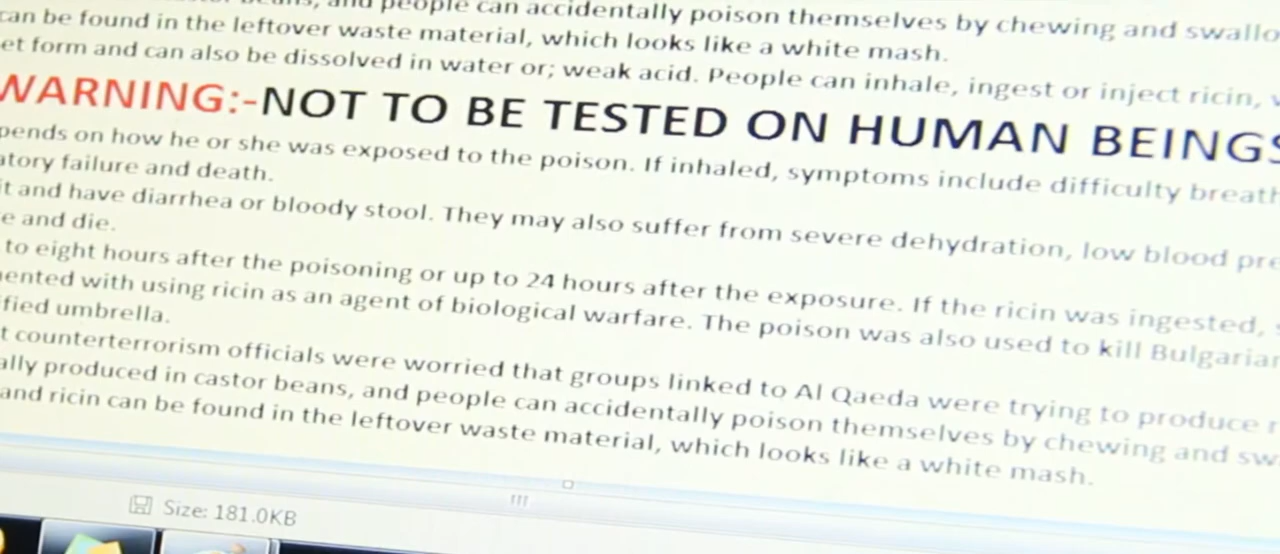 and people can accidentally poison themselves by chewing and swallo
can be found in the leftover waste material, which looks like a white mash.
et form and can also be dissolved in water or; weak acid. People can inhale, ingest or inject ricin,
WARNING:-NOT TO BE TESTED ON HUMAN BEINGS
pends on how he or she was exposed to the poison. If inhaled, symptoms include difficulty breath
atory failure and death.
it and have diarrhea or bloody stool. They may also suffer from severe dehydration, low blood pre
e and die.
to eight hours after the poisoning or up to 24 hours after the exposure. If the ricin was ingested,
ented with using ricin as an agent of biological warfare. The poison was also used to kill Bulgarian
fied umbrella.
t counterterrorism officials were worried that groups linked to Al Qaeda were trying to produce r
ally produced in castor beans, and people can accidentally poison themselves by chewing and swa
and ricin can be found in the leftover waste material, which looks like a white mash.
Size: 181.0KB